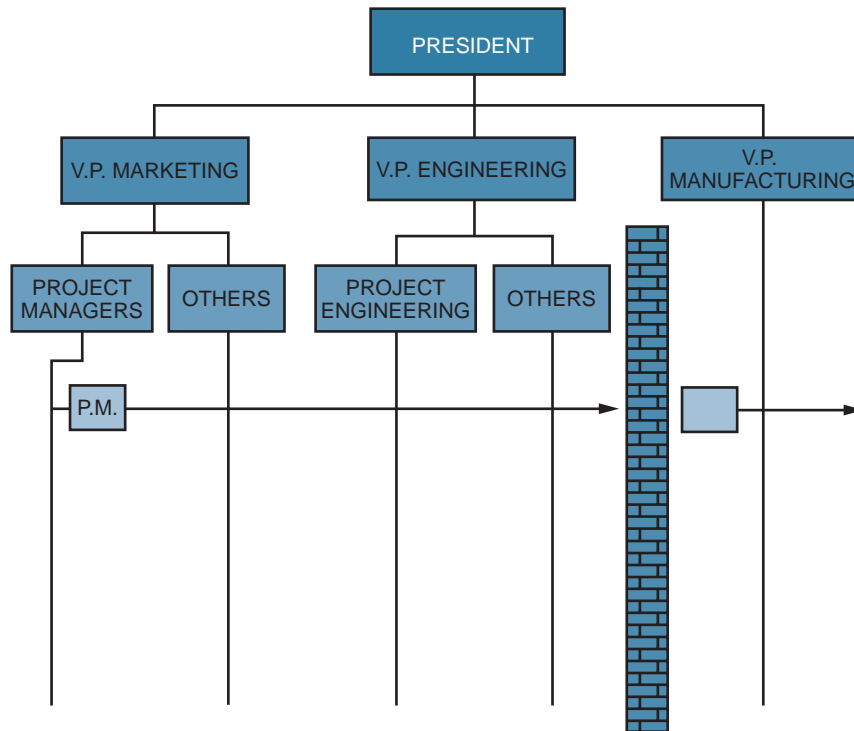 PRESIDENT
V.P. MARKETING
V.P. ENGINEERING
V.P.
MANUFACTURING
PROJECT
MANAGERS
OTHERS
PROJECT
ENGINEERING
OTHERS
P.M.